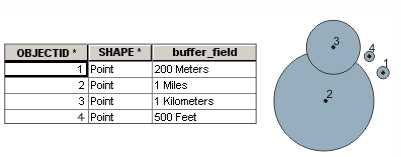 OBJECTID * SHAPE * buffer_field
1 Point 200 Meters
2 Point 1 Miles
3 Point 1 Kilometers
4 Point 500 Feet
3
4
1
2